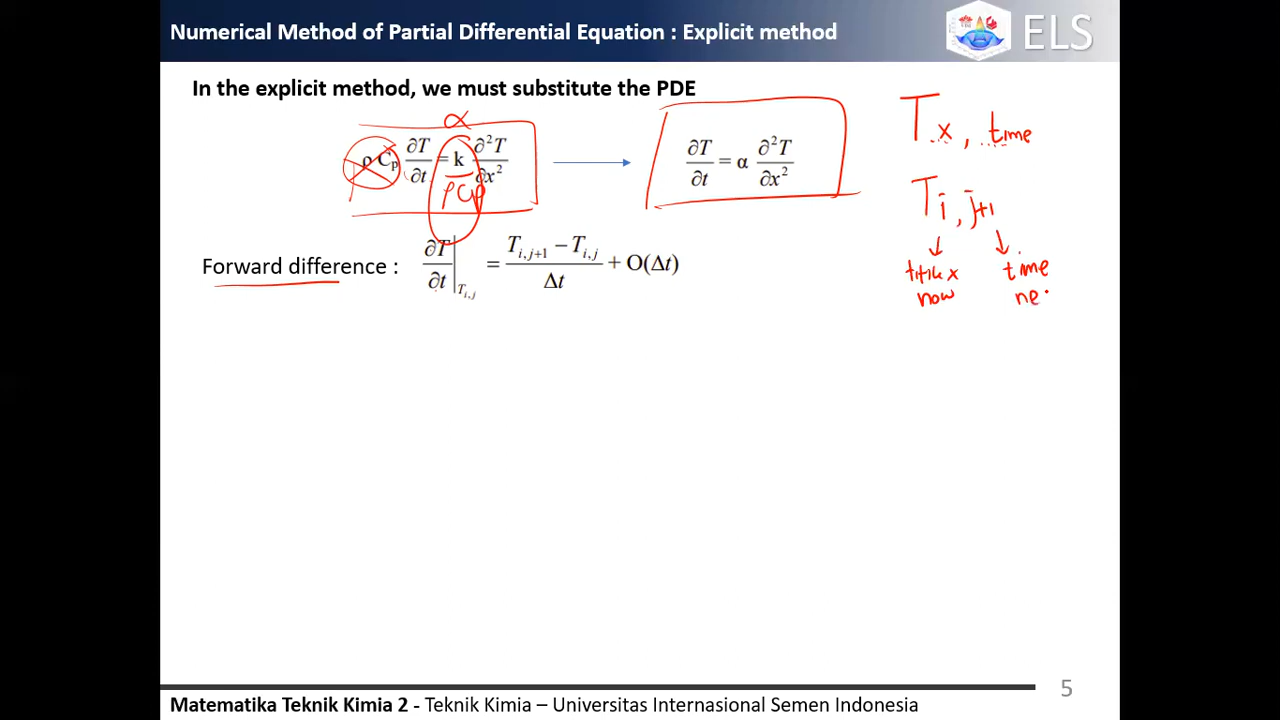 Numerical Method of Partial Differential Equation : Explicit method
ELS
In the explicit method, we must substitute the PDE
α
ρ Cp ∂T/∂t = k ∂²T/∂x²
ρCp
∂T/∂t = α ∂²T/∂x²
T x, time
T i, j+1
titik x now
time ne
Forward difference : ∂T/∂t |Ti,j = (Ti,j+1 − Ti,j)/Δt + O(Δt)
5
Matematika Teknik Kimia 2 - Teknik Kimia – Universitas Internasional Semen Indonesia